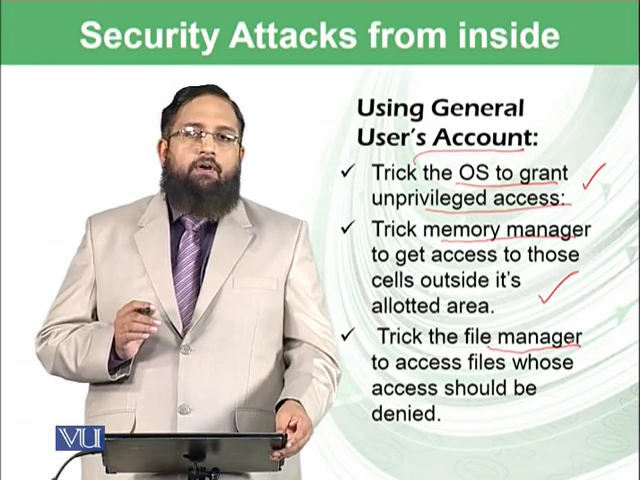 Security Attacks from inside
Using General
User's Account:
✓ Trick the OS to grant
unprivileged access:
✓ Trick memory manager
to get access to those
cells outside it's
allotted area.
✓ Trick the file manager
to access files whose
access should be
denied.
VU